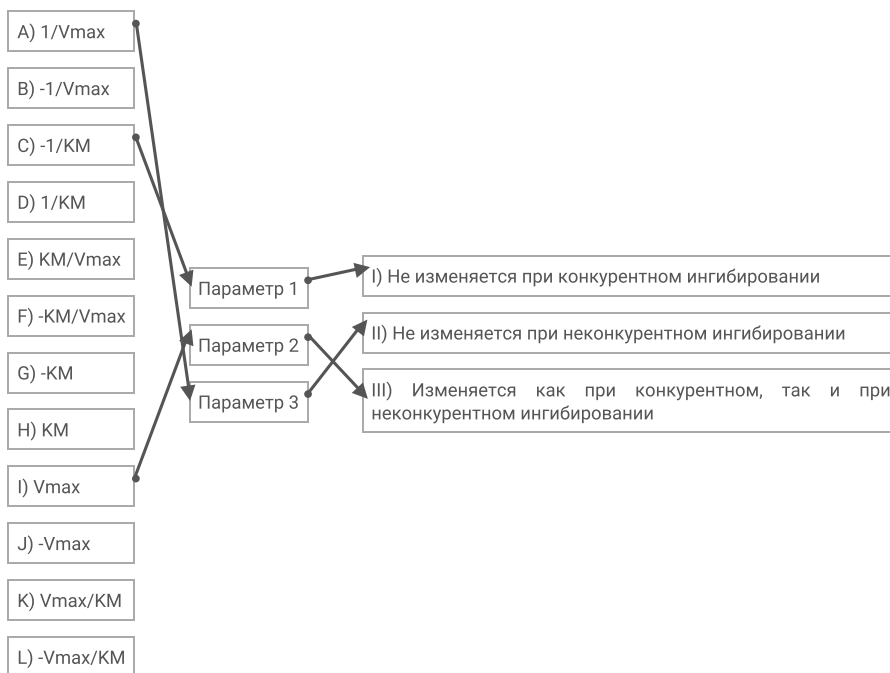 A) 1/Vmax
B) -1/Vmax
C) -1/KM
D) 1/KM
E) KM/Vmax
F) -KM/Vmax
G) -KM
H) KM
I) Vmax
J) -Vmax
K) Vmax/KM
L) -Vmax/KM
Параметр 1
Параметр 2
Параметр 3
I) Не изменяется при конкурентном ингибировании
II) Не изменяется при неконкурентном ингибировании
III) Изменяется как при конкурентном, так и при
неконкурентном ингибировании